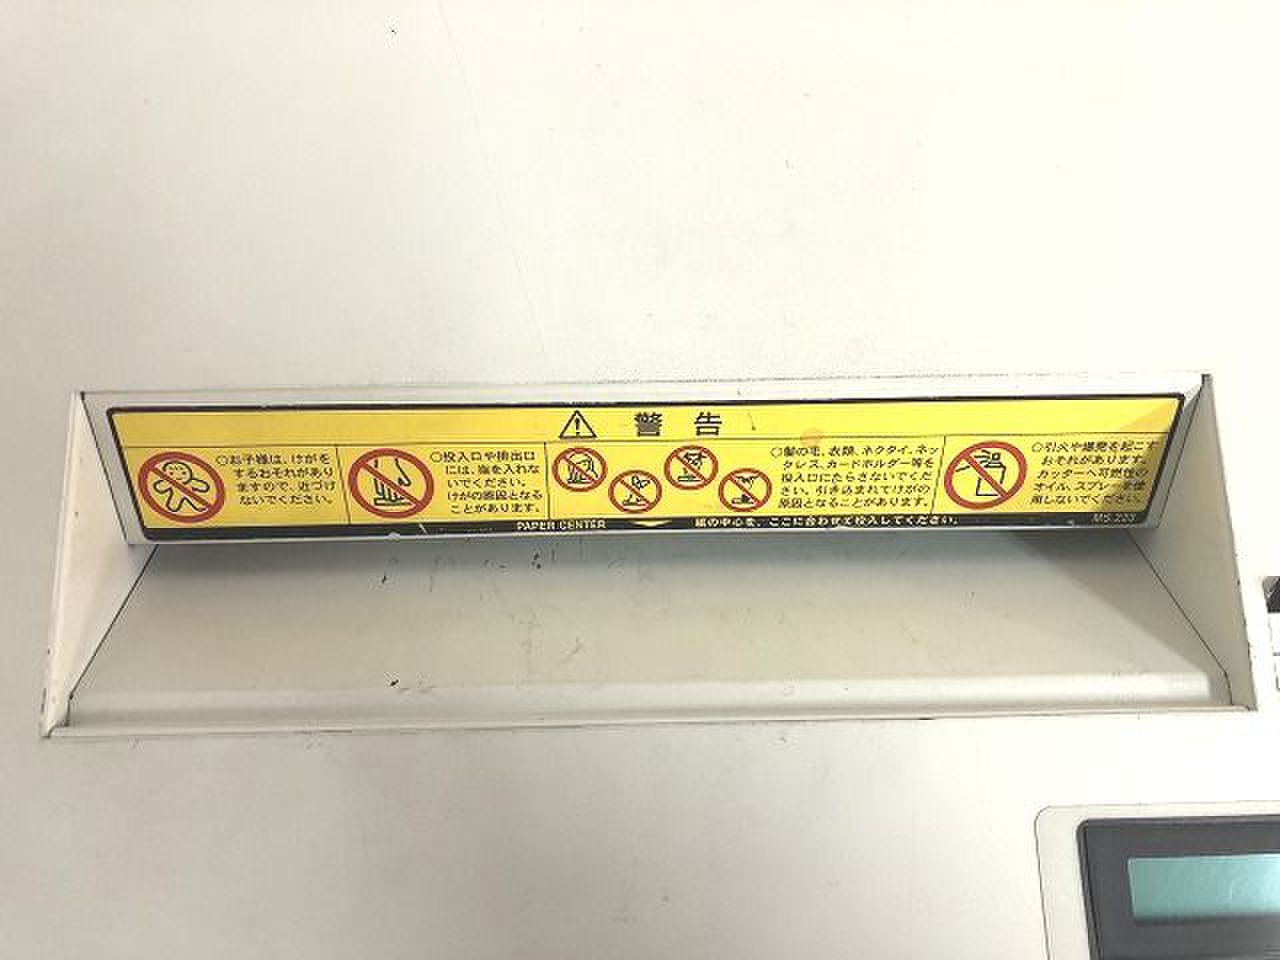 警告
○お子様は、けがを
するおそれがあり
ますので、近づけ
ないでください。
○投入口や排出口
には、指を入れな
いでください。
けがの原因となる
ことがあります。
○髪の毛、衣類、ネクタイ、ネッ
クレス、カードホルダー等を
投入口にたらさないでくだ
さい。引き込まれてけがの
原因となることがあります。
○引火や爆発を起こす
おそれがあります。
カッターへ可燃性の
オイル、スプレーを使
用しないでください。
PAPER CENTER
紙の中心を、ここに合わせて投入してください。